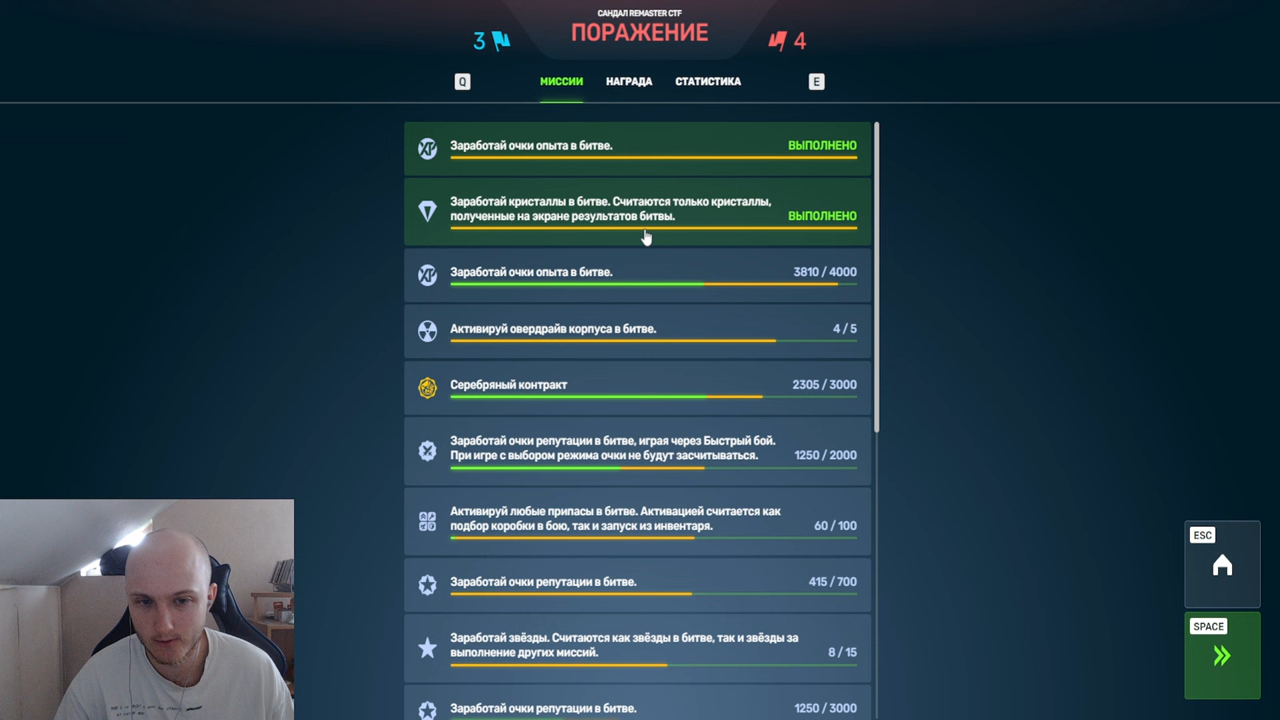 САНДАЛ REMASTER CTF
3 ПОРАЖЕНИЕ 4
Q МИССИИ НАГРАДА СТАТИСТИКА E
Заработай очки опыта в битве. ВЫПОЛНЕНО
Заработай кристаллы в битве. Считаются только кристаллы,
полученные на экране результатов битвы. ВЫПОЛНЕНО
Заработай очки опыта в битве. 3810 / 4000
Активируй овердрайв корпуса в битве. 4 / 5
Серебряный контракт 2305 / 3000
Заработай очки репутации в битве, играя через Быстрый бой.
При игре с выбором режима очки не будут засчитываться. 1250 / 2000
Активируй любые припасы в битве. Активацией считается как
подбор коробки в бою, так и запуск из инвентаря. 60 / 100
Заработай очки репутации в битве. 415 / 700
Заработай звёзды. Считаются как звёзды в битве, так и звёзды за
выполнение других миссий. 8 / 15
Заработай очки репутации в битве. 1250 / 3000
ESC
SPACE